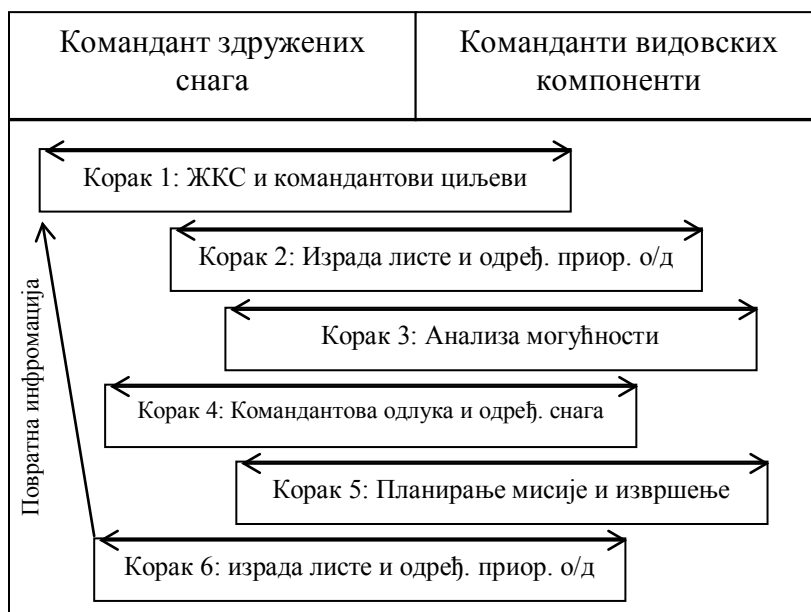 Командант здружених
снага
Команданти видовских
компоненти
Корак 1: ЖКС и командантови циљеви
Корак 2: Израда листе и одређ. приор. о/д
Корак 3: Анализа могућности
Корак 4: Командантова одлука и одређ. снага
Корак 5: Планирање мисије и извршење
Корак 6: израда листе и одређ. приор. о/д
Повратна инфромација